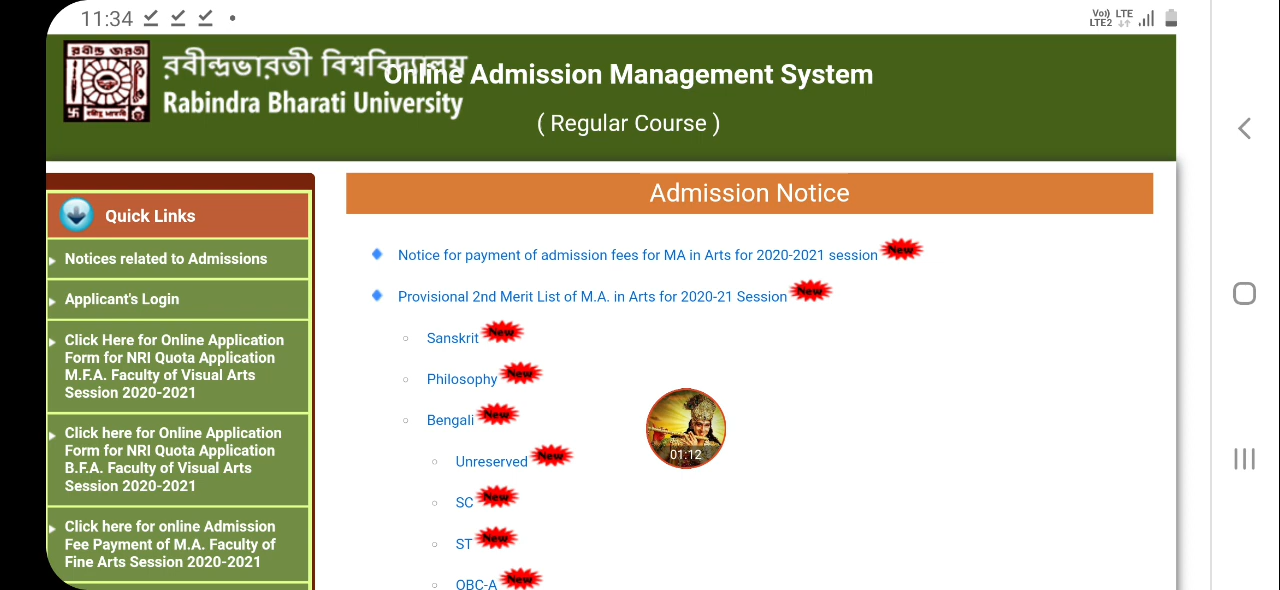 11:34
Vo)) LTE
LTE2
রবীন্দ্রভারতী বিশ্ববিদ্যালয়
Online Admission Management System
Rabindra Bharati University
( Regular Course )
Admission Notice
Quick Links
Notices related to Admissions
Applicant's Login
Click Here for Online Application
Form for NRI Quota Application
M.F.A. Faculty of Visual Arts
Session 2020-2021
Click here for Online Application
Form for NRI Quota Application
B.F.A. Faculty of Visual Arts
Session 2020-2021
Click here for online Admission
Fee Payment of M.A. Faculty of
Fine Arts Session 2020-2021
Notice for payment of admission fees for MA in Arts for 2020-2021 session New
Provisional 2nd Merit List of M.A. in Arts for 2020-21 Session New
Sanskrit New
Philosophy New
Bengali New
01:12
Unreserved New
SC New
ST New
OBC-A New